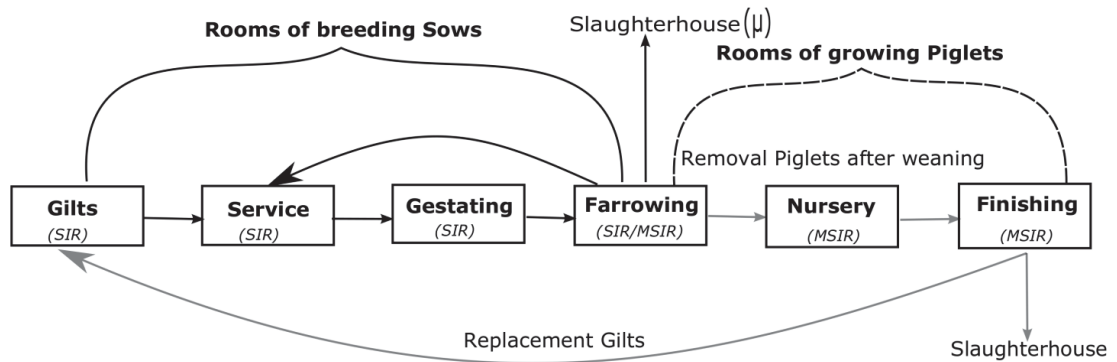 Slaughterhouse(μ)
Rooms of breeding Sows
Rooms of growing Piglets
Removal Piglets after weaning
Gilts
(SIR)
Service
(SIR)
Gestating
(SIR)
Farrowing
(SIR/MSIR)
Nursery
(MSIR)
Finishing
(MSIR)
Replacement Gilts
Slaughterhouse